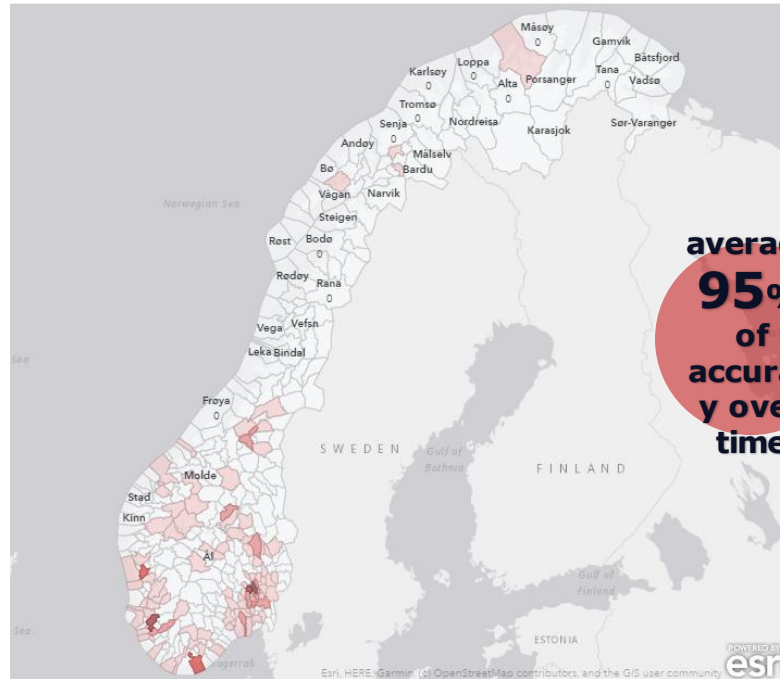 Måsøy
0
Gamvik
Båtsfjord
Loppa
0
Karlsøy
0
Alta
0
Porsanger
Tana
0
Vadsø
Tromsø
0
Nordreisa
Karasjok
Sør-Varanger
Senja
0
Andøy
Målselv
Bardu
Bø
Vågan
Narvik
Norwegian Sea
Steigen
Røst
Bodø
0
Rødøy
Rana
0
averag
95%
of
accura
y ove
time
Vega
Vefsn
Leka
Bindal
Sea
Frøya
0
SWEDEN
Gulf of
Bothnia
FINLAND
Molde
Stad
Kinn
Ål
Gulf of
Finland
Sea
ESTONIA
POWERED BY
esri
Esri, HERE, Garmin, (c) OpenStreetMap contributors, and the GIS user community